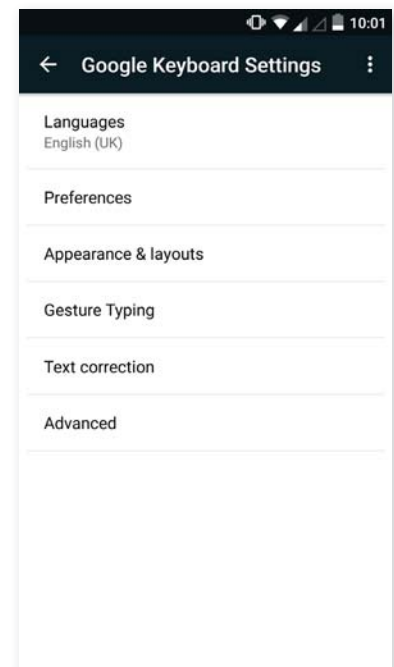 10:01
Google Keyboard Settings
Languages
English (UK)
Preferences
Appearance & layouts
Gesture Typing
Text correction
Advanced